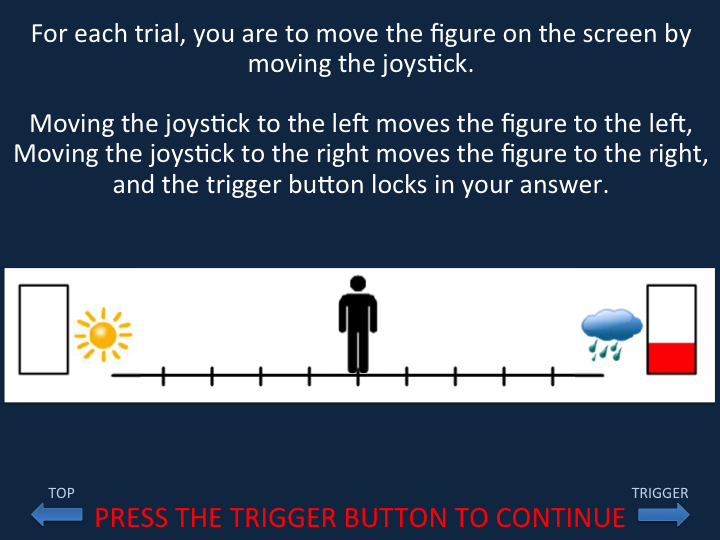 For each trial, you are to move the figure on the screen by
moving the joystick.
Moving the joystick to the left moves the figure to the left,
Moving the joystick to the right moves the figure to the right,
and the trigger button locks in your answer.
TOP
TRIGGER
PRESS THE TRIGGER BUTTON TO CONTINUE